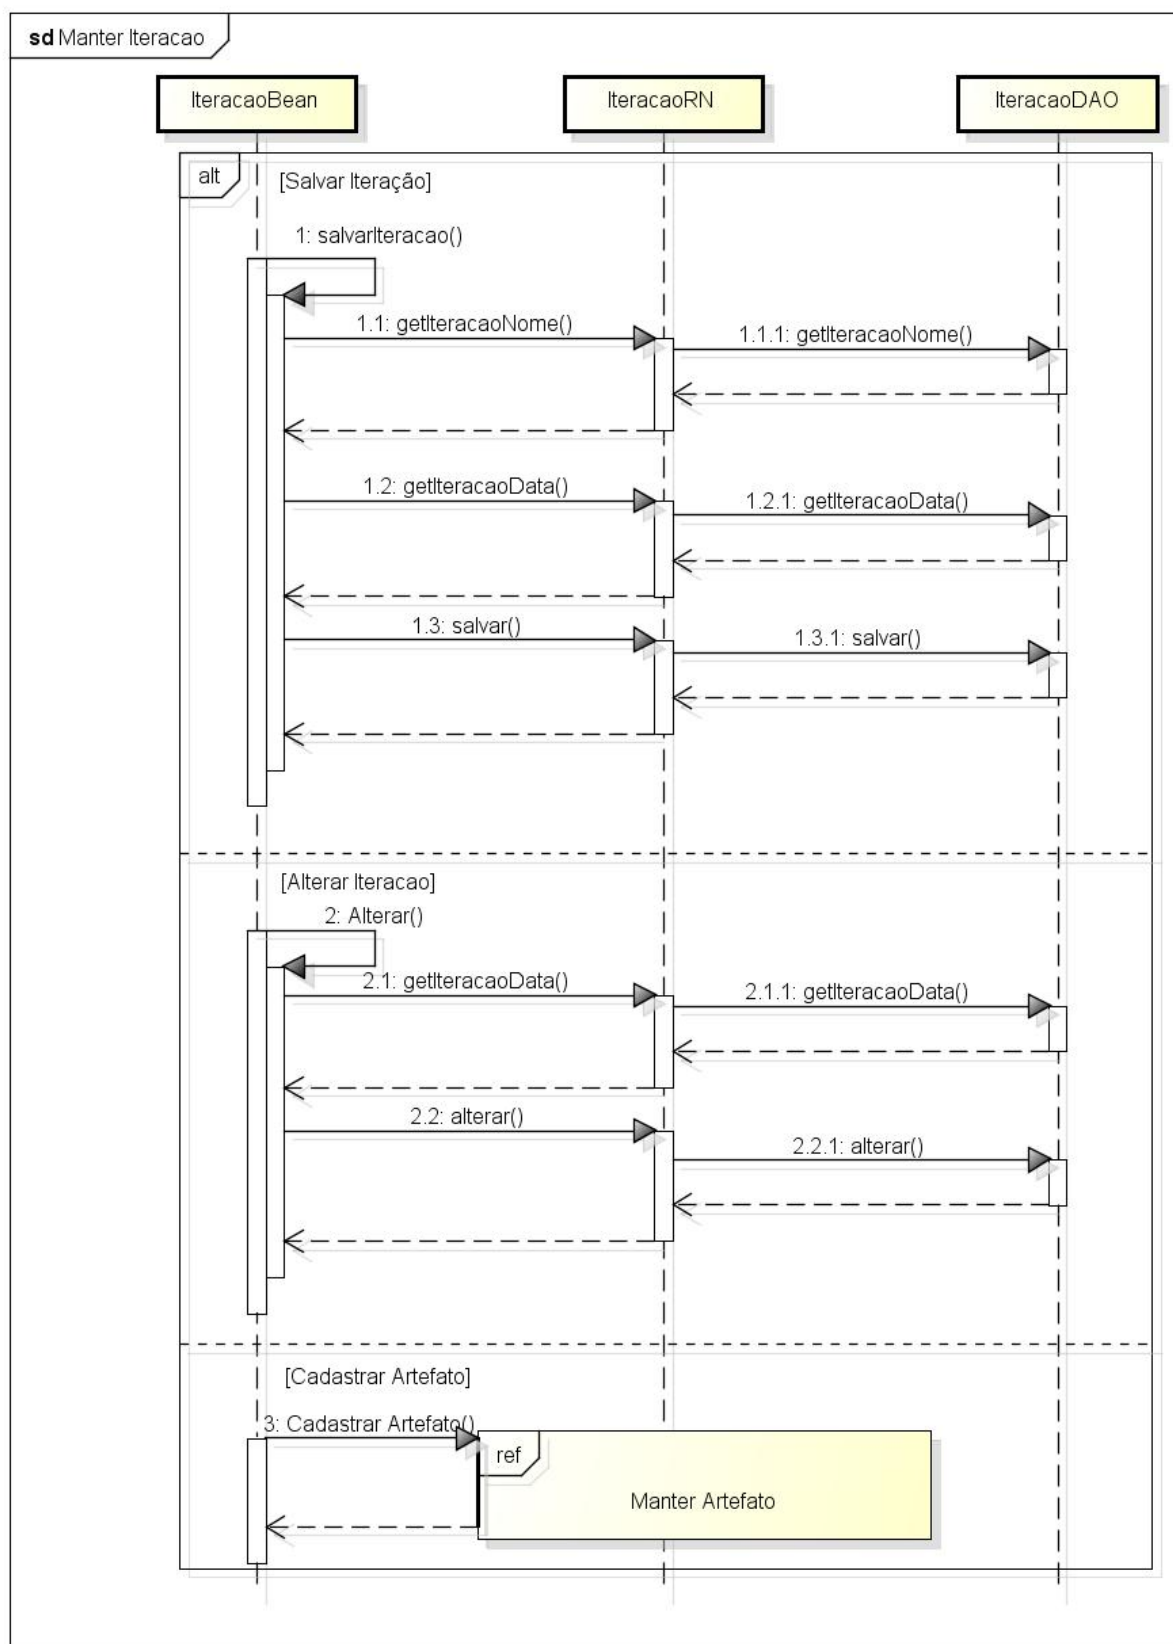 sd Manter Iteracao
IteracaoBean
IteracaoRN
IteracaoDAO
alt
[Salvar Iteração]
1: salvarIteracao()
1.1: getIteracaoNome()
1.1.1: getIteracaoNome()
1.2: getIteracaoData()
1.2.1: getIteracaoData()
1.3: salvar()
1.3.1: salvar()
[Alterar Iteracao]
2: Alterar()
2.1: getIteracaoData()
2.1.1: getIteracaoData()
2.2: alterar()
2.2.1: alterar()
[Cadastrar Artefato]
3: Cadastrar Artefato()
ref
Manter Artefato